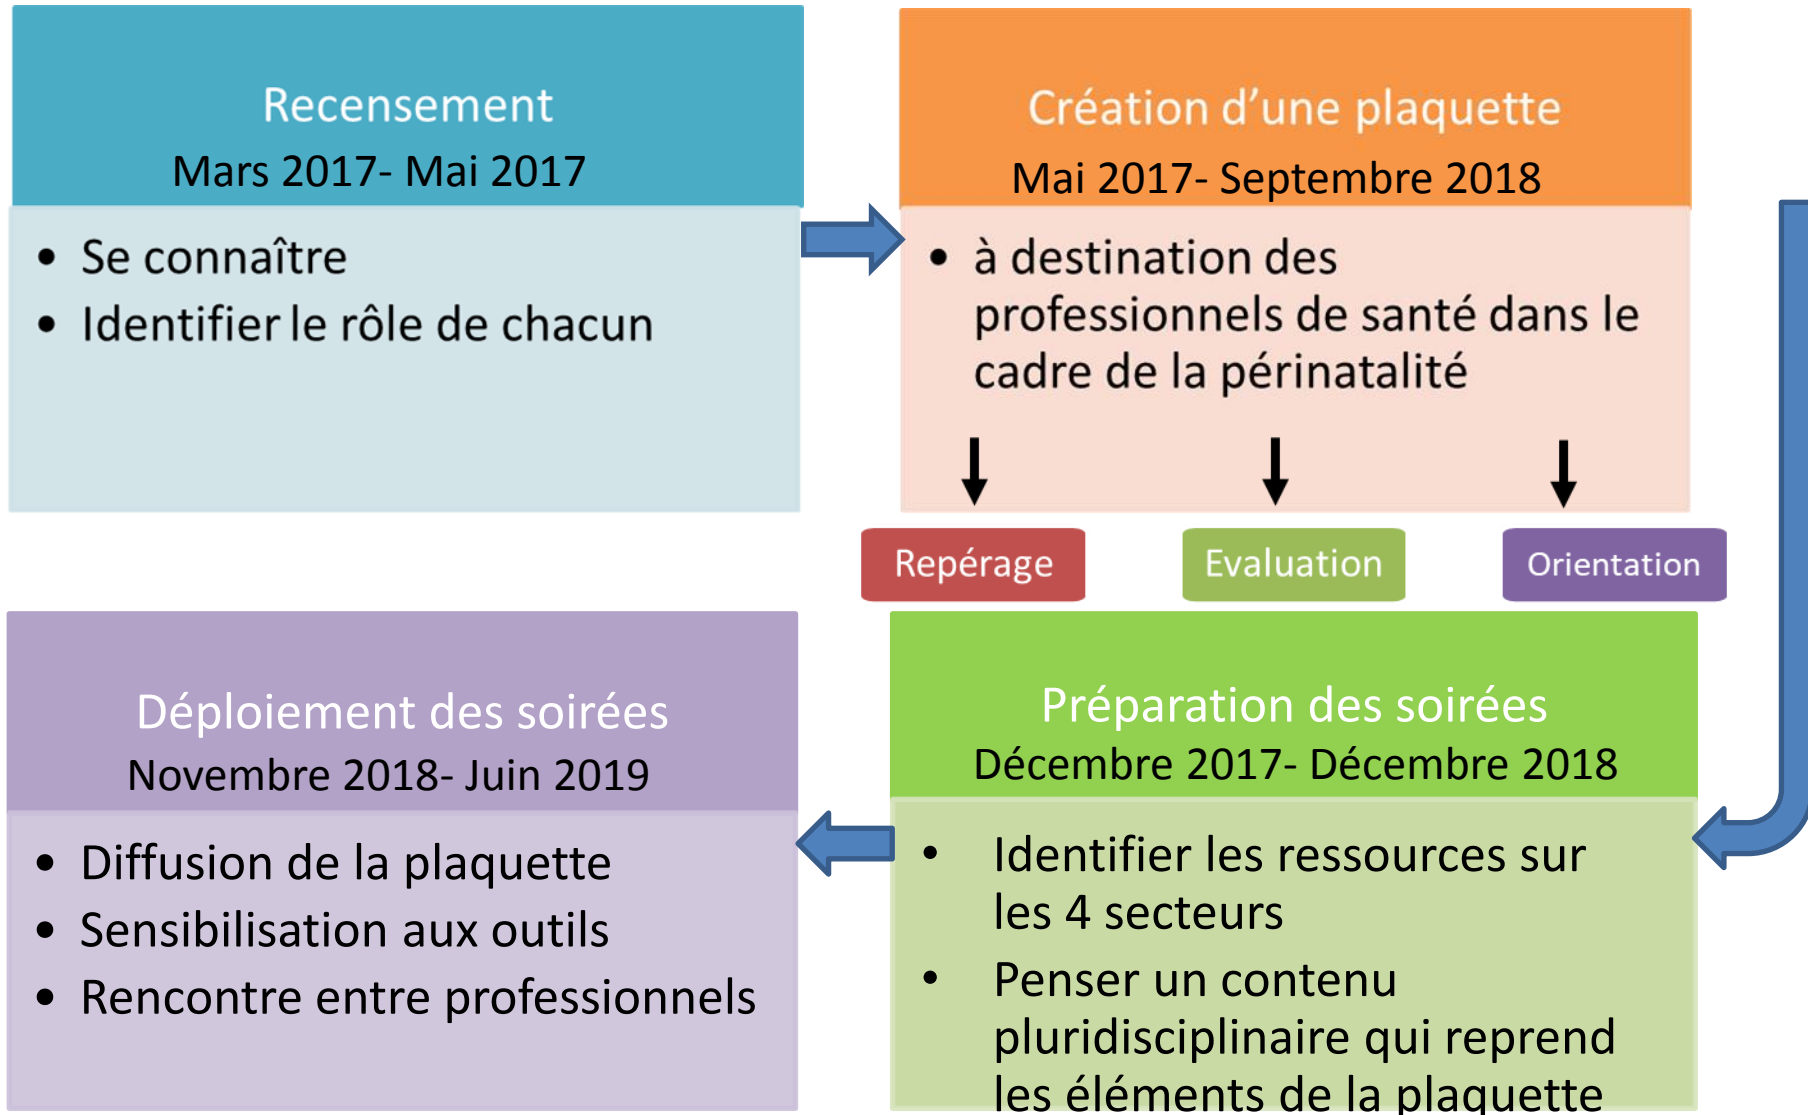 Recensement
Mars 2017- Mai 2017
• Se connaître
• Identifier le rôle de chacun
Création d’une plaquette
Mai 2017- Septembre 2018
• à destination des
professionnels de santé dans le
cadre de la périnatalité
Repérage
Evaluation
Orientation
Préparation des soirées
Décembre 2017- Décembre 2018
• Identifier les ressources sur
les 4 secteurs
• Penser un contenu
pluridisciplinaire qui reprend
les éléments de la plaquette
Déploiement des soirées
Novembre 2018- Juin 2019
• Diffusion de la plaquette
• Sensibilisation aux outils
• Rencontre entre professionnels